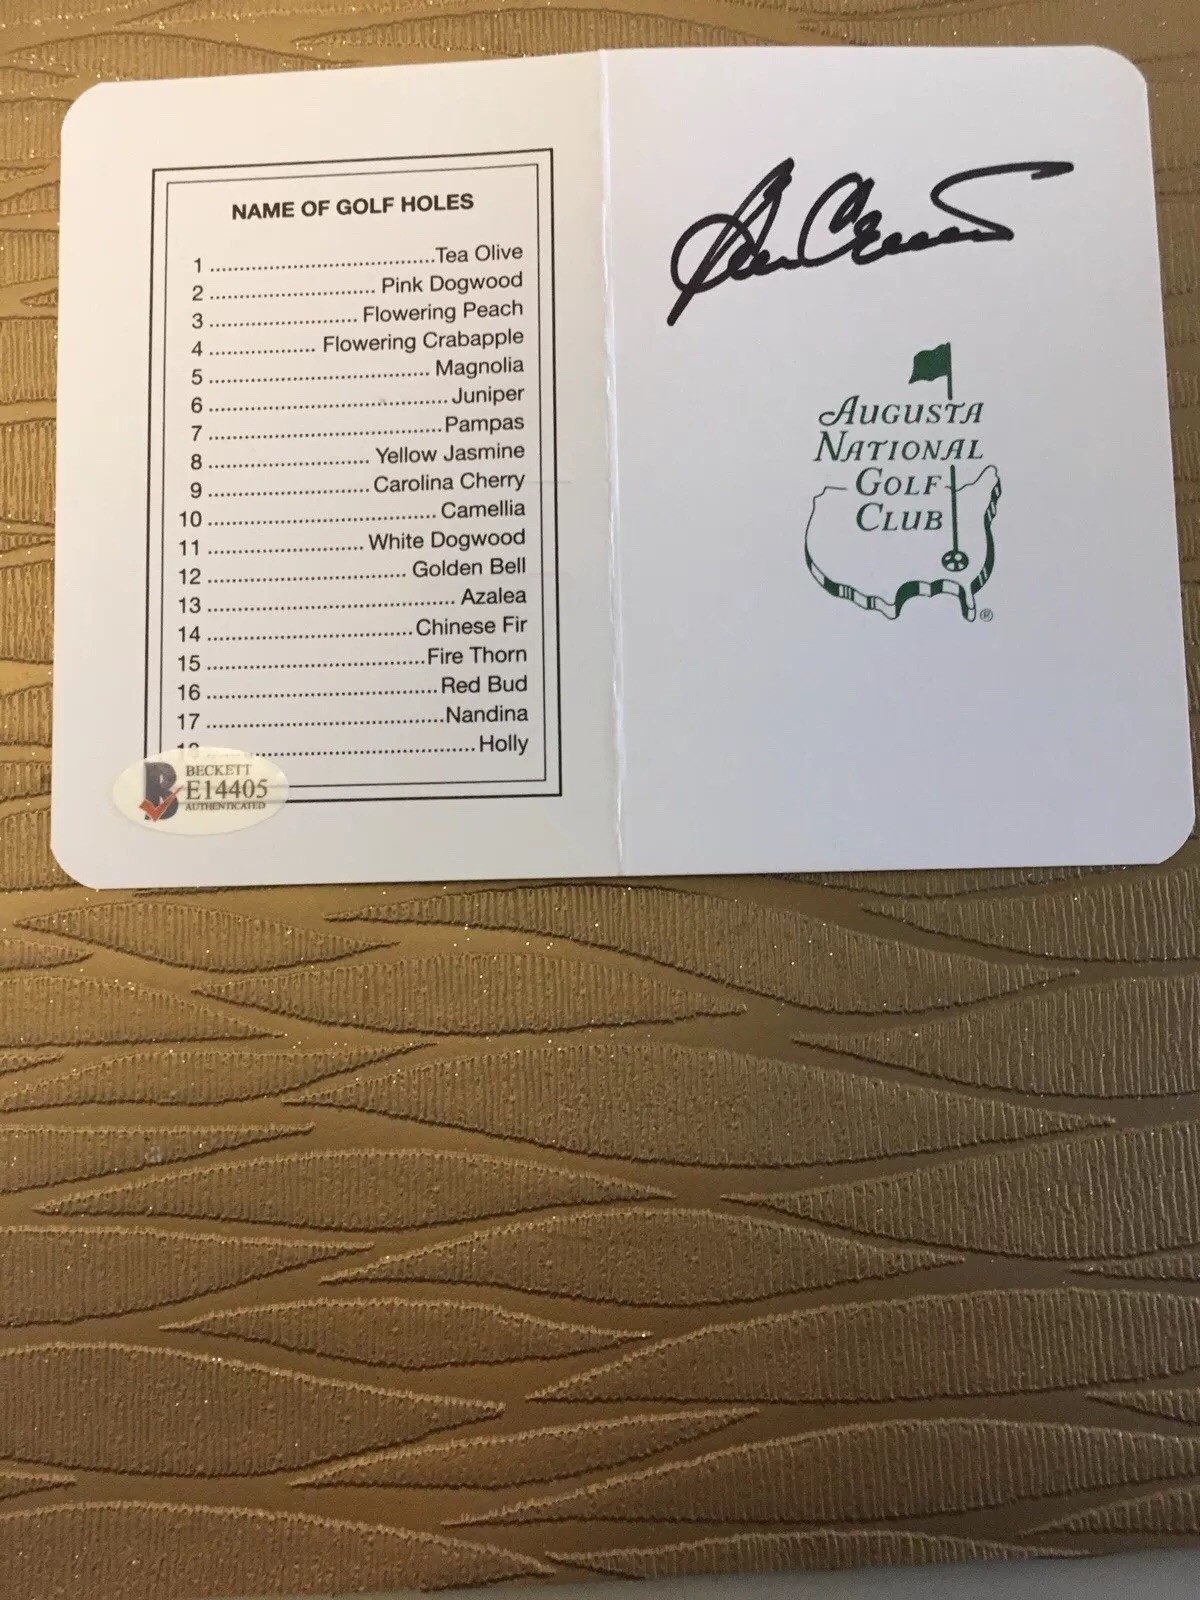 NAME OF GOLF HOLES
1 ........ Tea Olive
2 ........ Pink Dogwood
3 ........ Flowering Peach
4 ........ Flowering Crabapple
5 ........ Magnolia
6 ........ Juniper
7 ........ Pampas
8 ........ Yellow Jasmine
9 ........ Carolina Cherry
10 ........ Camellia
11 ........ White Dogwood
12 ........ Golden Bell
13 ........ Azalea
14 ........ Chinese Fir
15 ........ Fire Thorn
16 ........ Red Bud
17 ........ Nandina
18 ........ Holly
BECKETT
E14405
AUTHENTICATED
AUGUSTA
NATIONAL
GOLF
CLUB
®